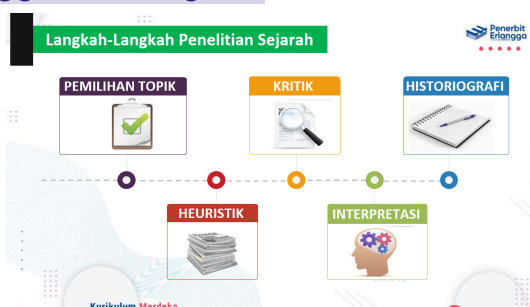 Langkah-Langkah Penelitian Sejarah
Penerbit
Erlangga
PEMILIHAN TOPIK
KRITIK
HISTORIOGRAFI
HEURISTIK
INTERPRETASI
Kurikulum Merdeka